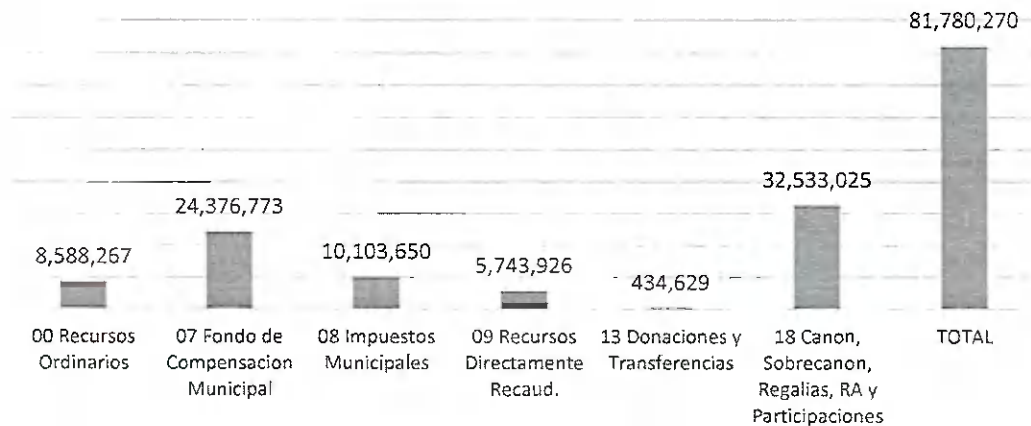 81,780,270
32,533,025
24,376,773
8,588,267
10,103,650
5,743,926
434,629
00 Recursos
Ordinarios
07 Fondo de
Compensacion
Municipal
08 Impuestos
Municipales
09 Recursos
Directamente
Recaud.
13 Donaciones y
Transferencias
18 Canon,
Sobrecanon,
Regalias, RA y
Participaciones
TOTAL